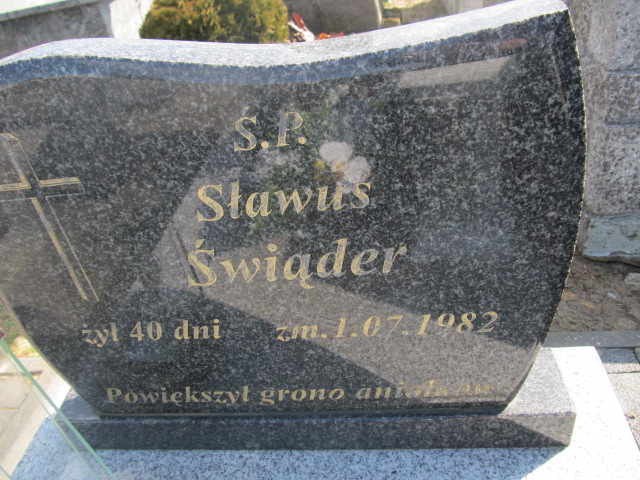 Ś.P.
Sławuś
Świąder
żył 40 dni zm. 1.07.1982
Powiększył grono aniołków